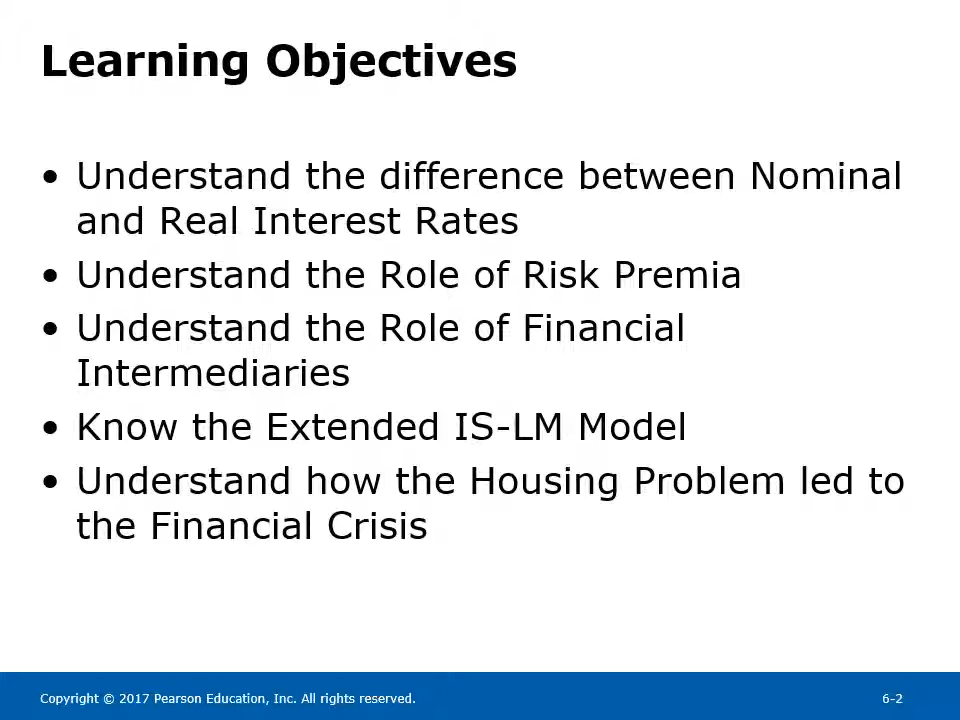 Learning Objectives
• Understand the difference between Nominal
and Real Interest Rates
• Understand the Role of Risk Premia
• Understand the Role of Financial
Intermediaries
• Know the Extended IS-LM Model
• Understand how the Housing Problem led to
the Financial Crisis
Copyright © 2017 Pearson Education, Inc. All rights reserved.
6-2